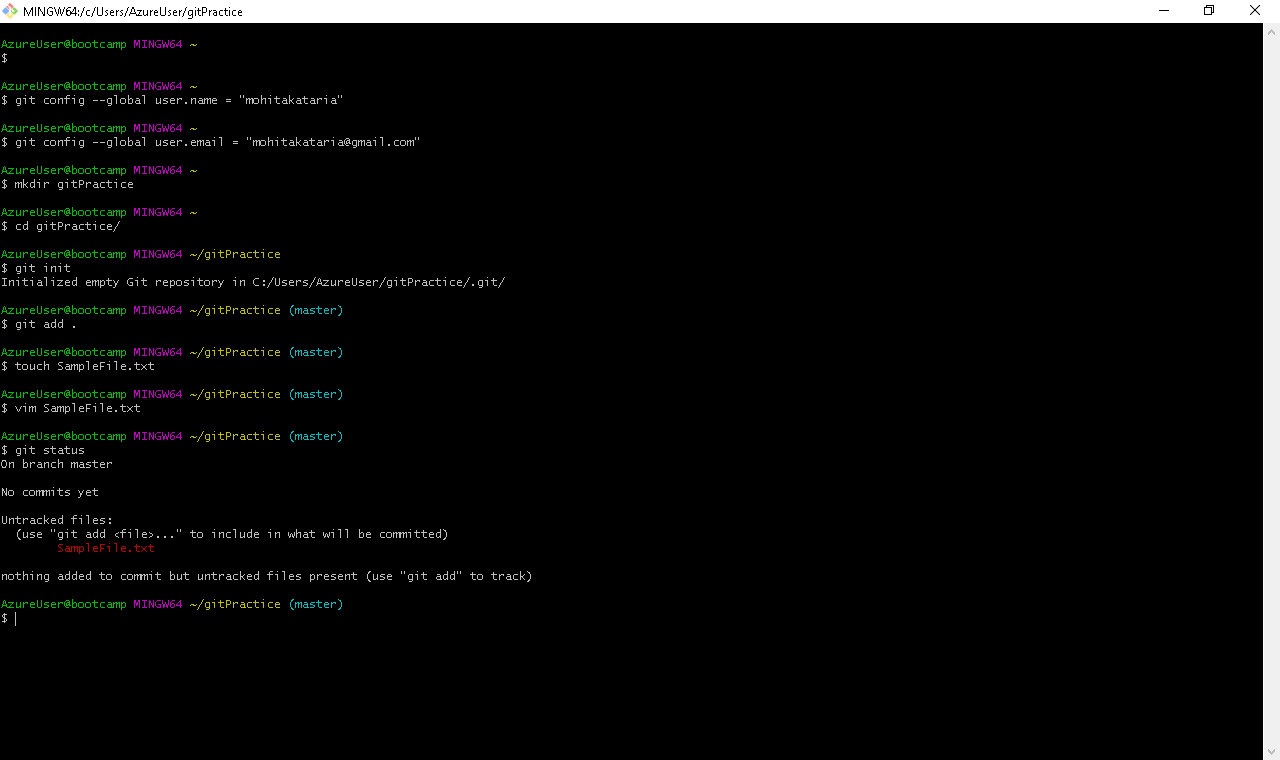 MINGW64:/c/Users/AzureUser/gitPractice
AzureUser@bootcamp MINGW64 ~
$
AzureUser@bootcamp MINGW64 ~
$ git config --global user.name = "mohitakataria"
AzureUser@bootcamp MINGW64 ~
$ git config --global user.email = "mohitakataria@gmail.com"
AzureUser@bootcamp MINGW64 ~
$ mkdir gitPractice
AzureUser@bootcamp MINGW64 ~
$ cd gitPractice/
AzureUser@bootcamp MINGW64 ~/gitPractice
$ git init
Initialized empty Git repository in C:/Users/AzureUser/gitPractice/.git/
AzureUser@bootcamp MINGW64 ~/gitPractice (master)
$ git add .
AzureUser@bootcamp MINGW64 ~/gitPractice (master)
$ touch SampleFile.txt
AzureUser@bootcamp MINGW64 ~/gitPractice (master)
$ vim SampleFile.txt
AzureUser@bootcamp MINGW64 ~/gitPractice (master)
$ git status
On branch master
No commits yet
Untracked files:
(use "git add <file>..." to include in what will be committed)
SampleFile.txt
nothing added to commit but untracked files present (use "git add" to track)
AzureUser@bootcamp MINGW64 ~/gitPractice (master)
$